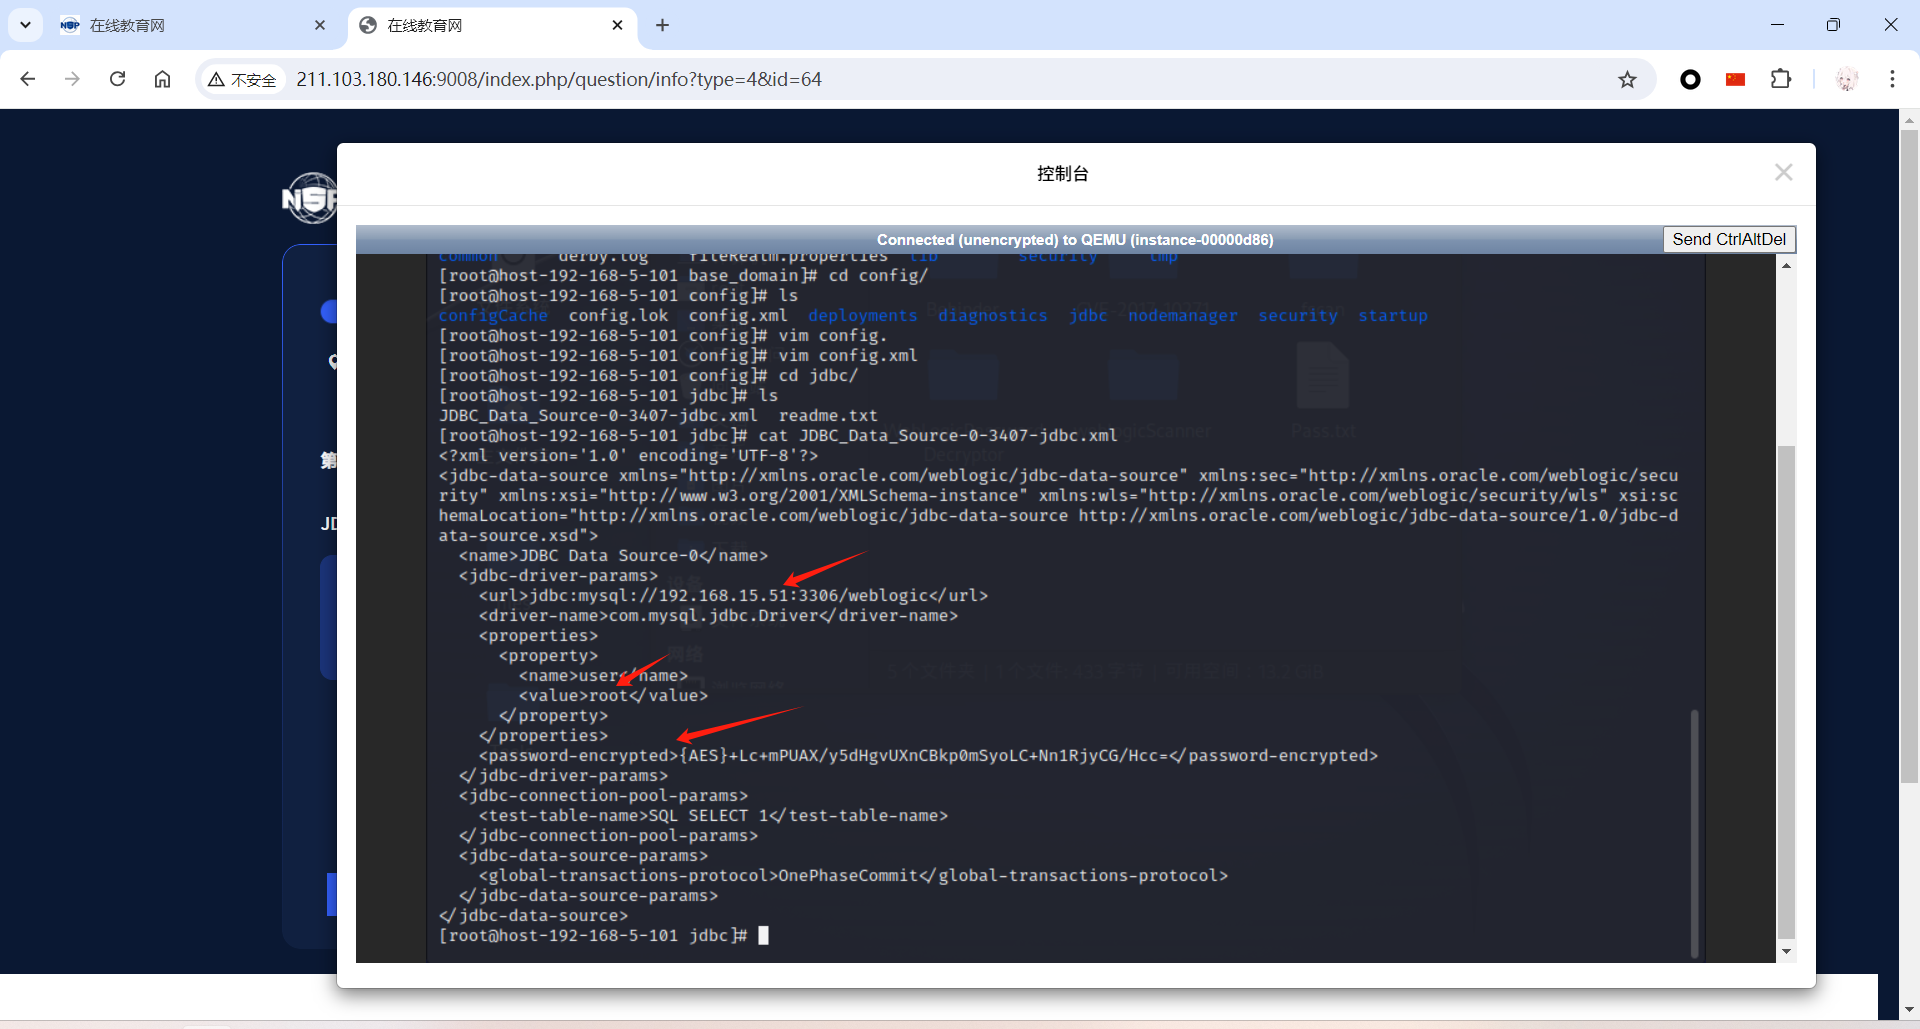 在线教育网
在线教育网
不安全
211.103.180.146:9008/index.php/question/info?type=4&id=64
控制台
NSP
Connected (unencrypted) to QEMU (instance-00000d86)
Send CtrlAltDel
common derby.log fileRealm.properties lib security tmp
[root@host-192-168-5-101 base_domain]# cd config/
[root@host-192-168-5-101 config]# ls
configCache config.lok config.xml deployments diagnostics jdbc nodemanager security startup
[root@host-192-168-5-101 config]# vim config.
[root@host-192-168-5-101 config]# vim config.xml
[root@host-192-168-5-101 config]# cd jdbc/
[root@host-192-168-5-101 jdbc]# ls
JDBC_Data_Source-0-3407-jdbc.xml readme.txt
[root@host-192-168-5-101 jdbc]# cat JDBC_Data_Source-0-3407-jdbc.xml
<?xml version='1.0' encoding='UTF-8'?>
<jdbc-data-source xmlns="http://xmlns.oracle.com/weblogic/jdbc-data-source" xmlns:sec="http://xmlns.oracle.com/weblogic/secu
rity" xmlns:xsi="http://www.w3.org/2001/XMLSchema-instance" xmlns:wls="http://xmlns.oracle.com/weblogic/security/wls" xsi:sc
hemaLocation="http://xmlns.oracle.com/weblogic/jdbc-data-source http://xmlns.oracle.com/weblogic/jdbc-data-source/1.0/jdbc-d
ata-source.xsd">
<name>JDBC Data Source-0</name>
<jdbc-driver-params>
<url>jdbc:mysql://192.168.15.51:3306/weblogic</url>
<driver-name>com.mysql.jdbc.Driver</driver-name>
<properties>
<property>
<name>user</name>
<value>root</value>
</property>
</properties>
<password-encrypted>{AES}+Lc+mPUAX/y5dHgvUXnCBkp0mSyoLC+Nn1RjyCG/Hcc=</password-encrypted>
</jdbc-driver-params>
<jdbc-connection-pool-params>
<test-table-name>SQL SELECT 1</test-table-name>
</jdbc-connection-pool-params>
<jdbc-data-source-params>
<global-transactions-protocol>OnePhaseCommit</global-transactions-protocol>
</jdbc-data-source-params>
</jdbc-data-source>
[root@host-192-168-5-101 jdbc]#
第
JD